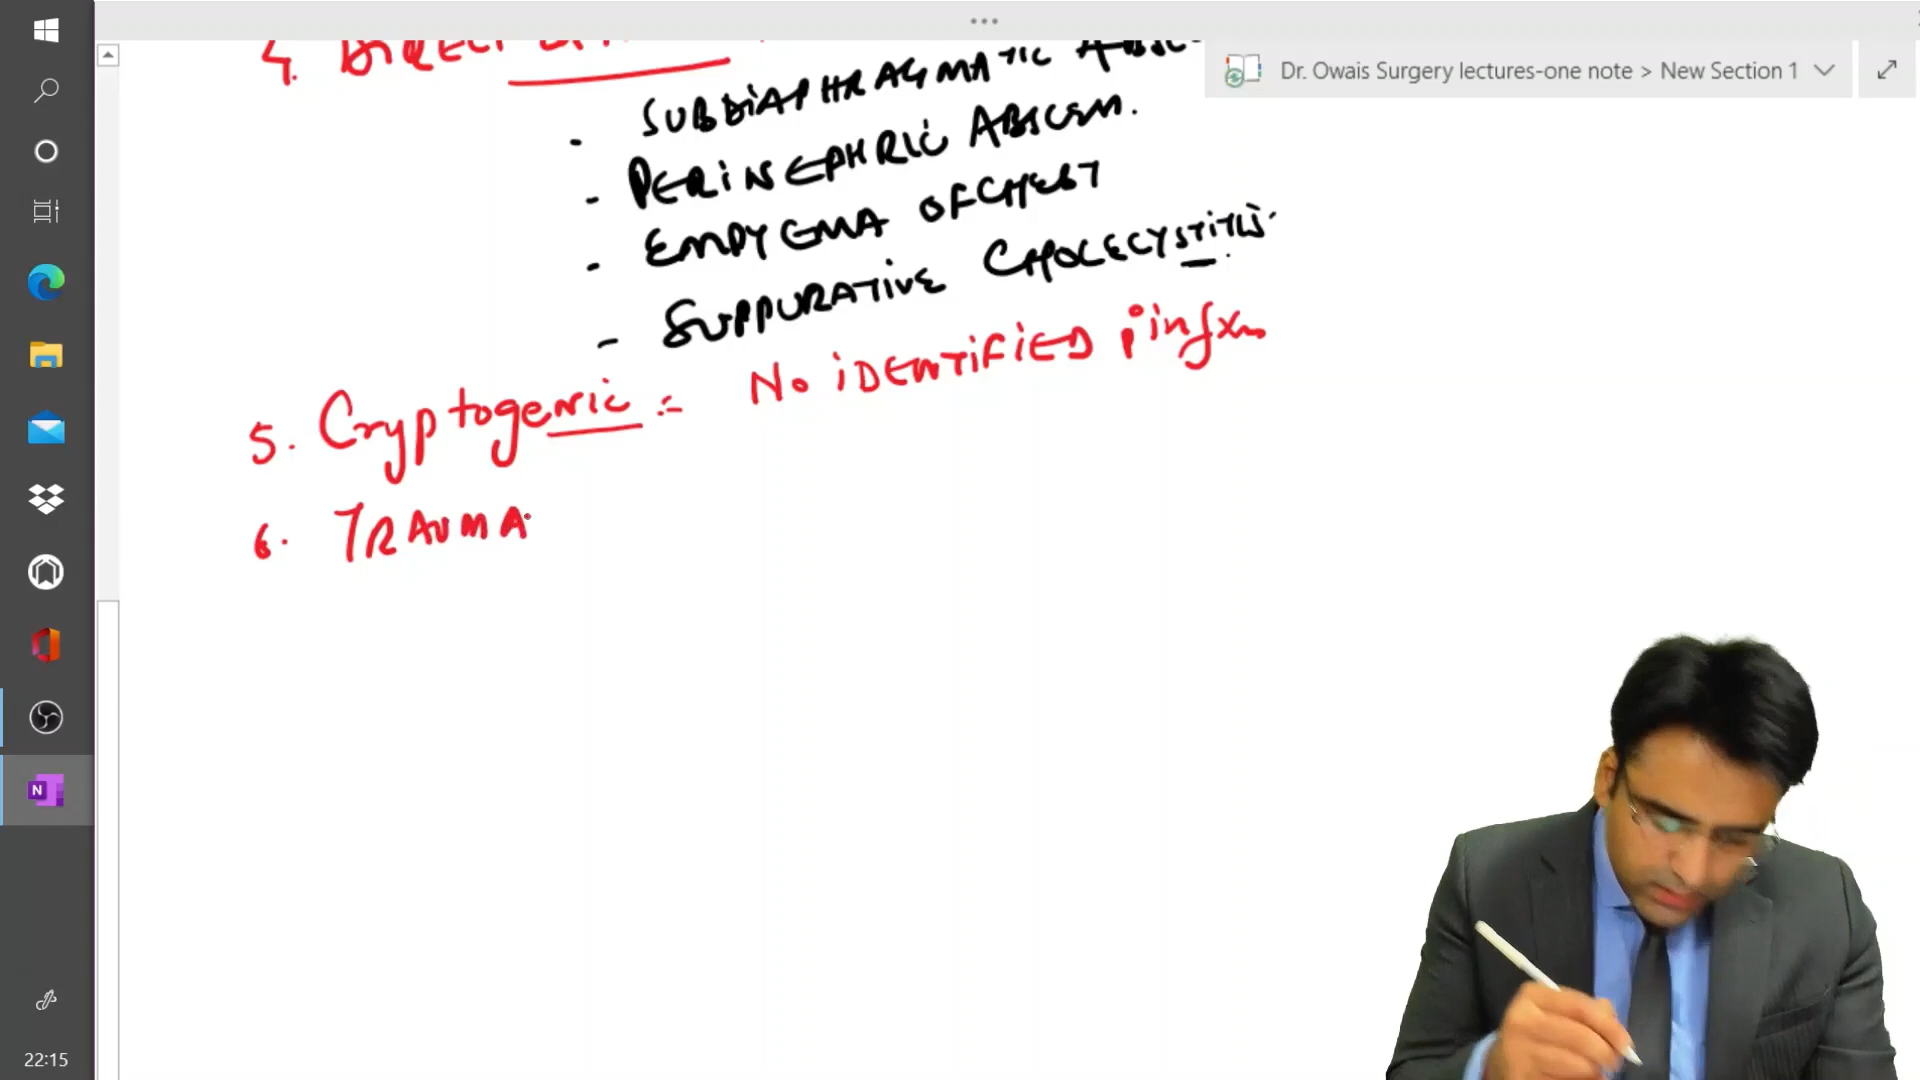 Dr. Owais Surgery lectures-one note > New Section 1
4. DIRECT
SUBDIAPHRAGMATIC
- PERINEPHRIC ABSCESS.
- EMPYEMA OF CHEST
- SUPPURATIVE CHOLECYSTITIS.
5. Cryptogenic := No iDENTIFiED infxn
6. TRAUMA
N
22:15